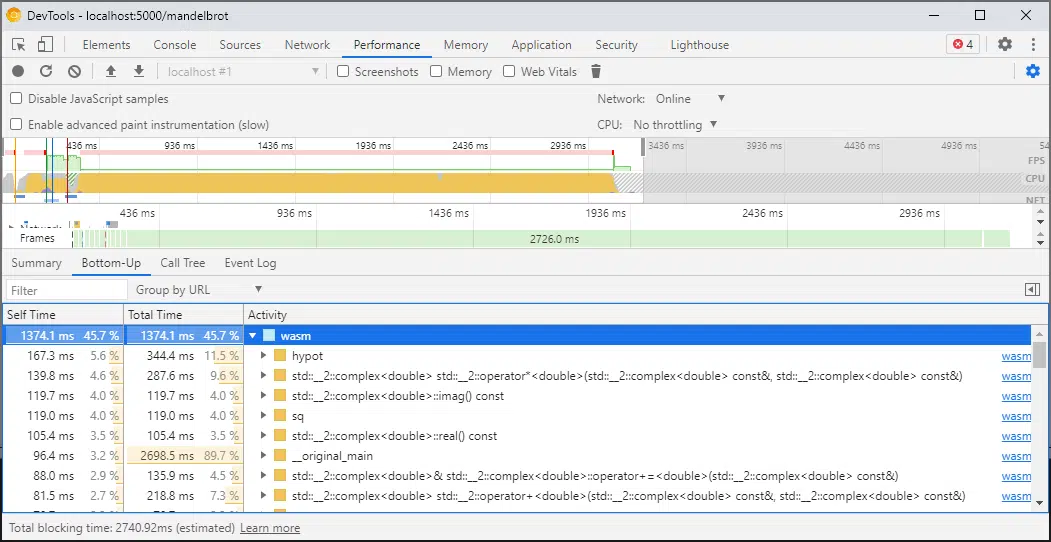 DevTools - localhost:5000/mandelbrot
Elements Console Sources Network Performance Memory Application Security Lighthouse 4
localhost #1 Screenshots Memory Web Vitals
Disable JavaScript samples Network: Online
Enable advanced paint instrumentation (slow) CPU: No throttling
436 ms 936 ms 1436 ms 1936 ms 2436 ms 2936 ms 3436 ms 3936 ms 4436 ms 4936 ms 54
FPS
CPU
NET
436 ms 936 ms 1436 ms 1936 ms 2436 ms 2936 ms
Network
Frames 2726.0 ms
Summary Bottom-Up Call Tree Event Log
Filter Group by URL
Self Time Total Time Activity
1374.1 ms 45.7 % 1374.1 ms 45.7 % wasm
167.3 ms 5.6 % 344.4 ms 11.5 % hypot wasm
139.8 ms 4.6 % 287.6 ms 9.6 % std::__2::complex<double> std::__2::operator*<double>(std::__2::complex<double> const&, std::__2::complex<double> const&) wasm
119.7 ms 4.0 % 119.7 ms 4.0 % std::__2::complex<double>::imag() const wasm
119.0 ms 4.0 % 119.0 ms 4.0 % sq wasm
105.4 ms 3.5 % 105.4 ms 3.5 % std::__2::complex<double>::real() const wasm
96.4 ms 3.2 % 2698.5 ms 89.7 % __original_main wasm
88.0 ms 2.9 % 135.9 ms 4.5 % std::__2::complex<double>& std::__2::complex<double>::operator+=<double>(std::__2::complex<double> const&) wasm
81.5 ms 2.7 % 218.8 ms 7.3 % std::__2::complex<double> std::__2::operator+<double>(std::__2::complex<double> const&, std::__2::complex<double> const&) wasm
Total blocking time: 2740.92ms (estimated) Learn more